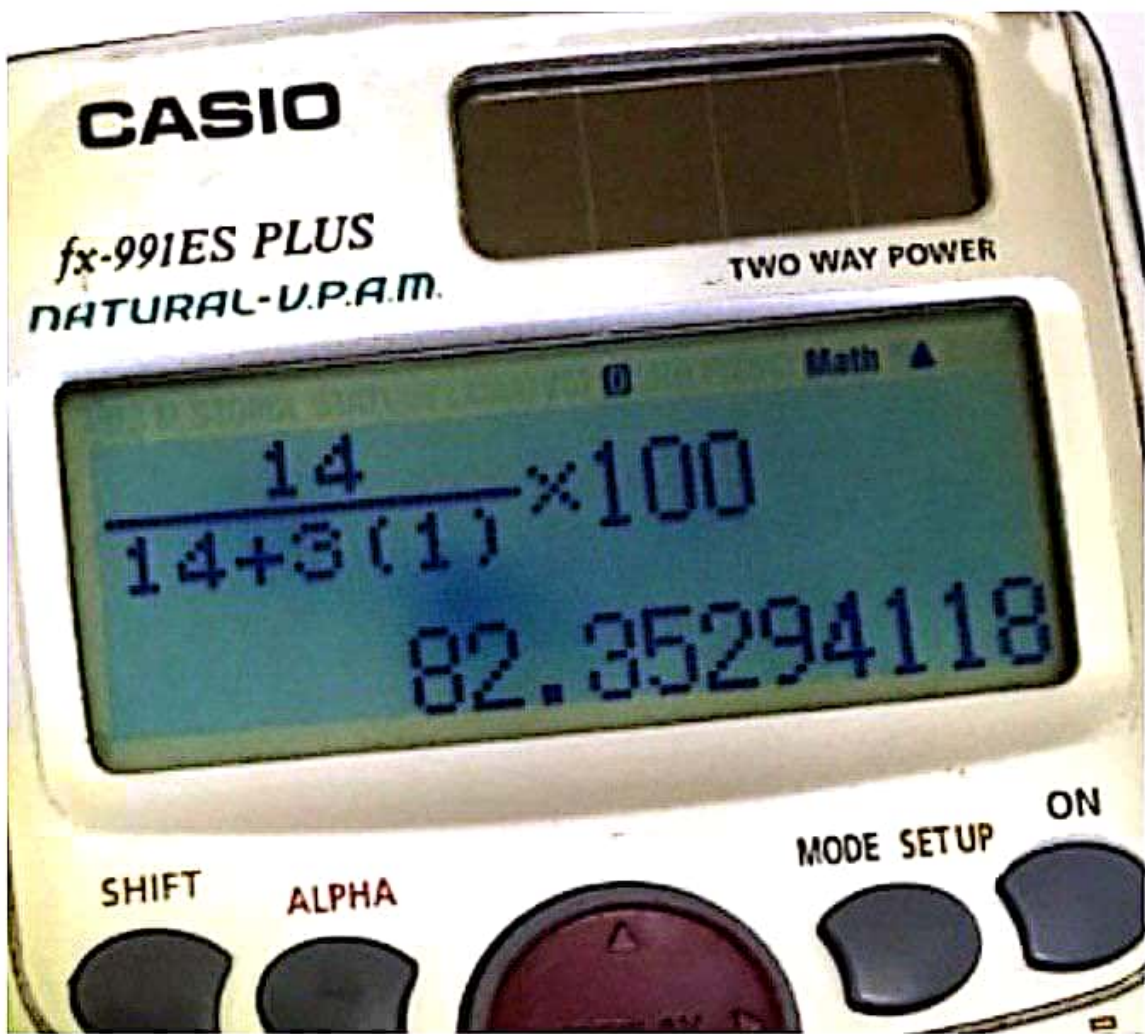 CASIO
fx-991ES PLUS
NATURAL-V.P.A.M.
TWO WAY POWER
D Math ▲
14
14+3(1)
×100
82.35294118
SHIFT ALPHA MODE SETUP ON